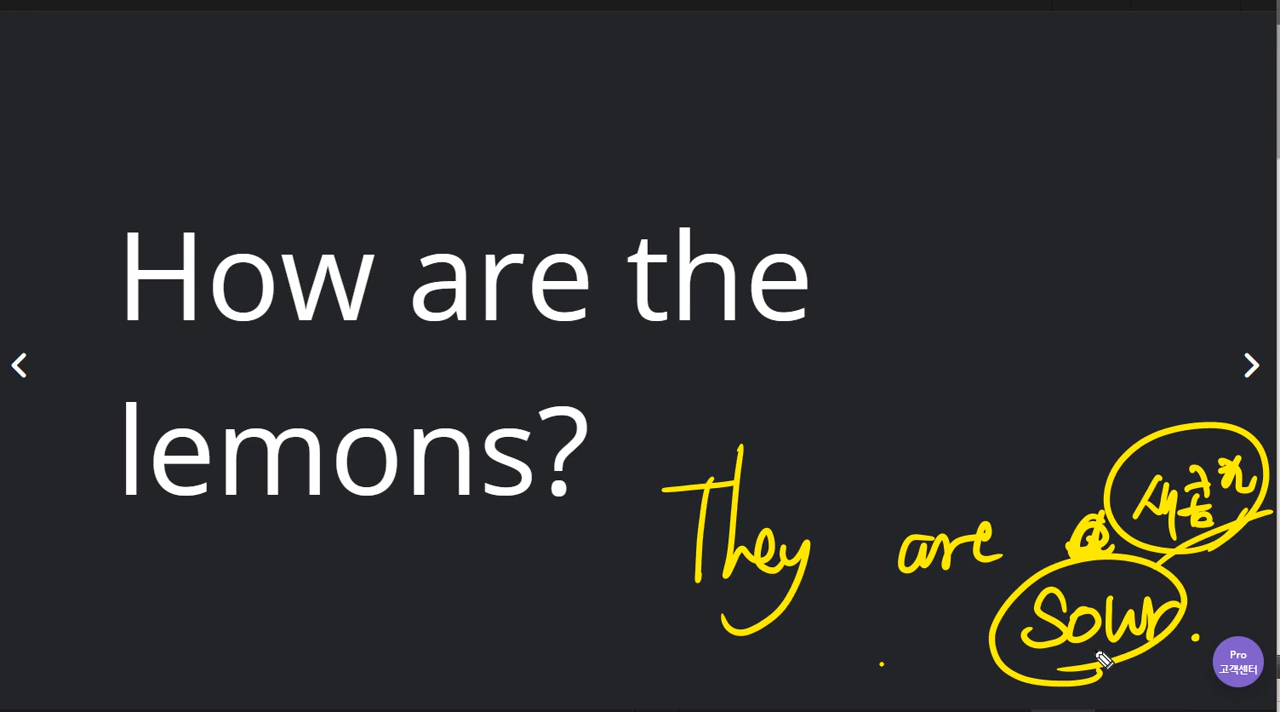 How are the
lemons?
They are
sour.
새콤한
Pro
고객센터